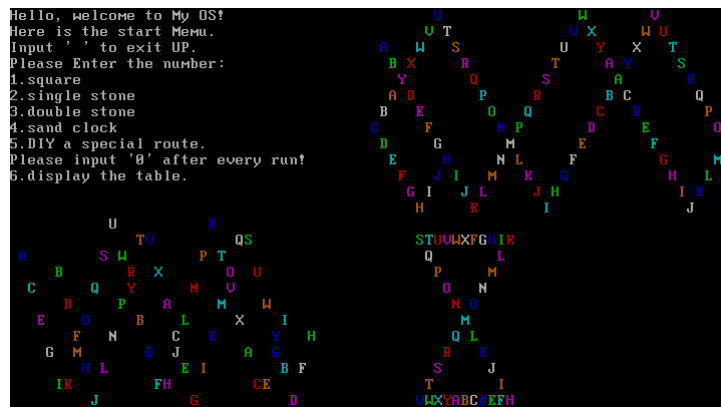 Hello, welcome to My OS!
Here is the start Memu.
Input ' ' to exit UP.
Please Enter the number:
1.square
2.single stone
3.double stone
4.sand clock
5.DIY a special route.
Please input '0' after every run!
6.display the table.
W
T X W U
A W S U Y X T
B X R T A Y S
Y Q S A R
A D P R B C Q
B E O Q C D P
C F N P D E O
D G M E F N
E H N L F G M
F J I M K G H L
G I J L J H I K
H K I J
U R
T V Q S STUVWXFGHIK
A S W P T Q L
B R X O U P M
C Q Y N V O N
D P A M W N O
E O B L X I M
F N C K Y H Q L
G M D J A G R K
H L E I B F S J
I K F H C E T I
J G D VWXYABCDEFH